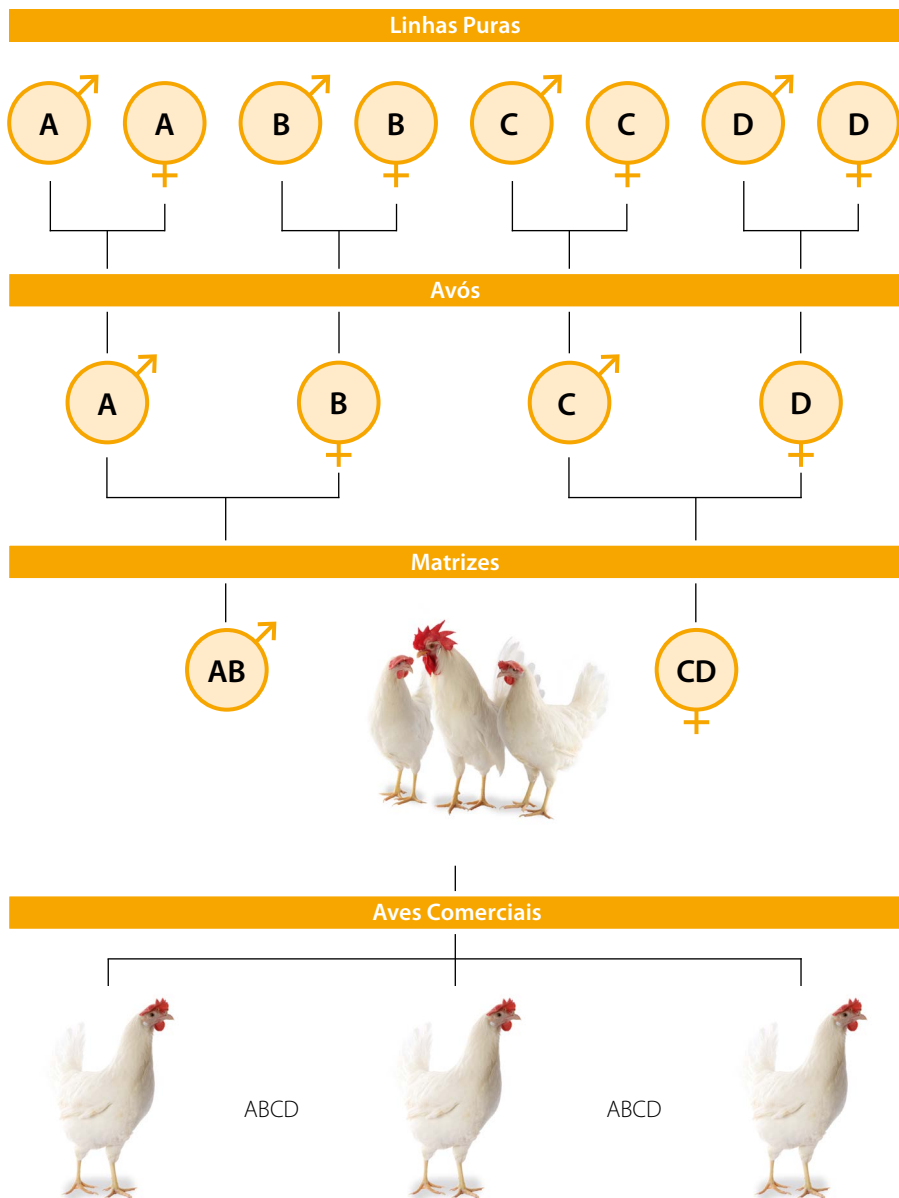 Linhas Puras
A A B B C C D D
Avós
A B C D
Matrizes
AB CD
Aves Comerciais
ABCD ABCD